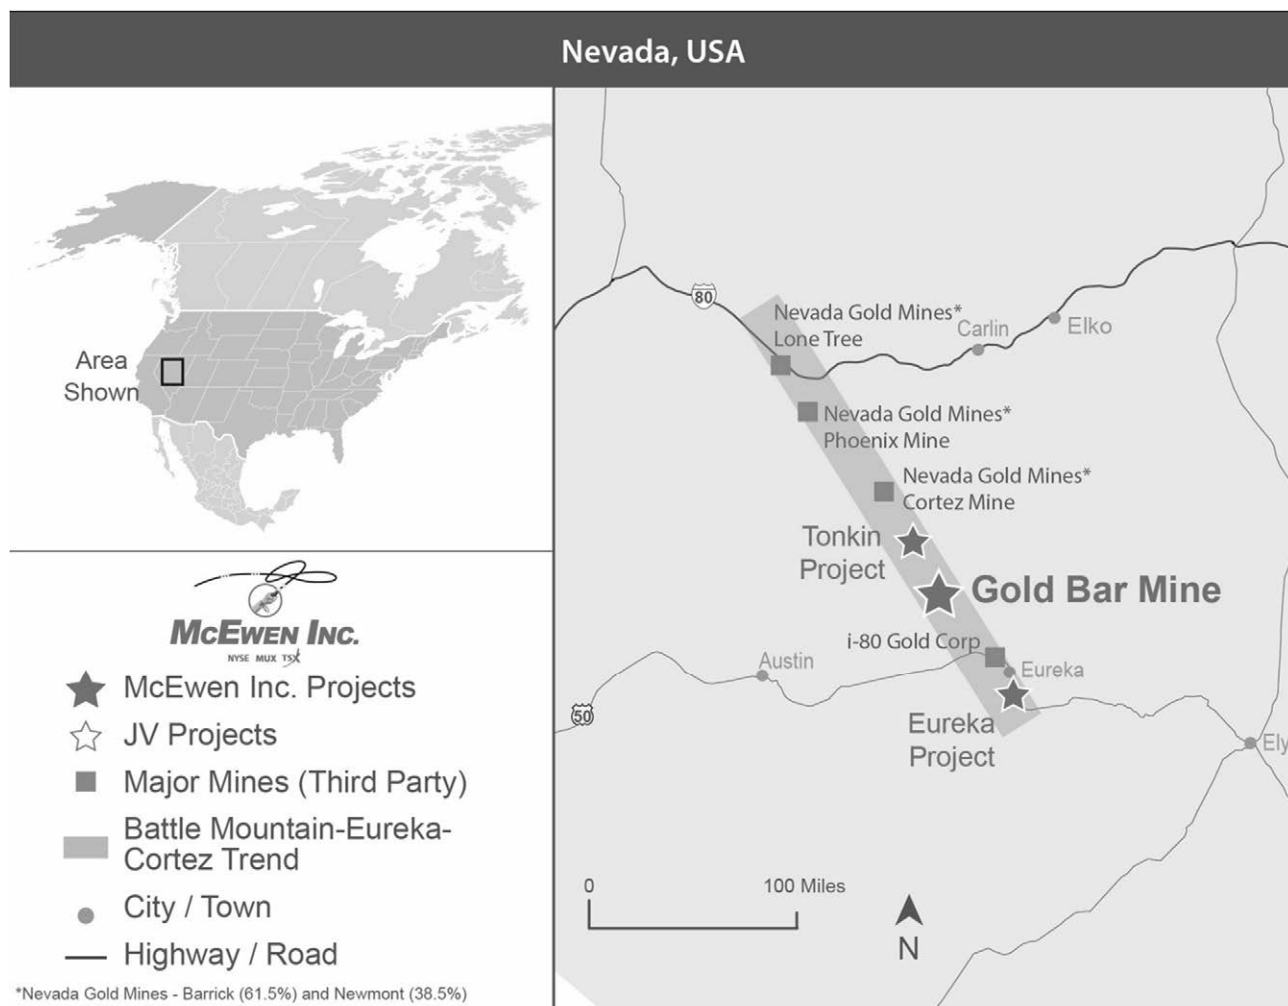 Nevada, USA
Area
Shown
McEwen Inc.
NYSE MUX TSX
McEwen Inc. Projects
JV Projects
Major Mines (Third Party)
Battle Mountain-Eureka-
Cortez Trend
City / Town
Highway / Road
*Nevada Gold Mines - Barrick (61.5%) and Newmont (38.5%)
80
Nevada Gold Mines*
Lone Tree
Carlin
Elko
Nevada Gold Mines*
Phoenix Mine
Nevada Gold Mines*
Cortez Mine
Tonkin
Project
Gold Bar Mine
i-80 Gold Corp
Austin
Eureka
50
Eureka
Project
Ely
0
100 Miles
N